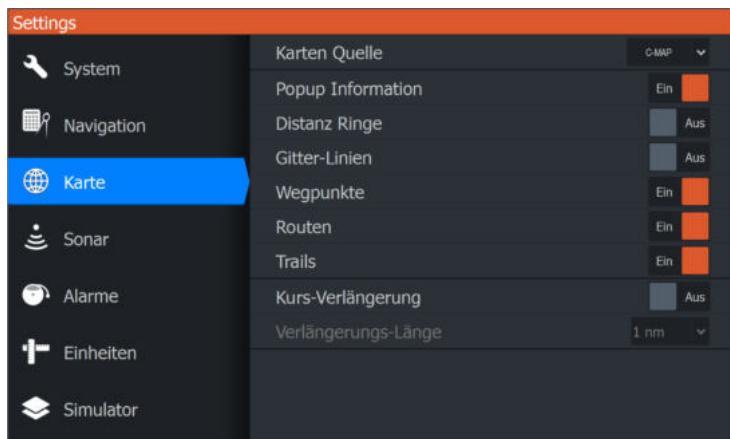 Settings
System
Navigation
Karte
Sonar
Alarme
Einheiten
Simulator
Karten Quelle C-MAP
Popup Information Ein
Distanz Ringe Aus
Gitter-Linien Aus
Wegpunkte Ein
Routen Ein
Trails Ein
Kurs-Verlängerung Aus
Verlängerungs-Länge 1 nm